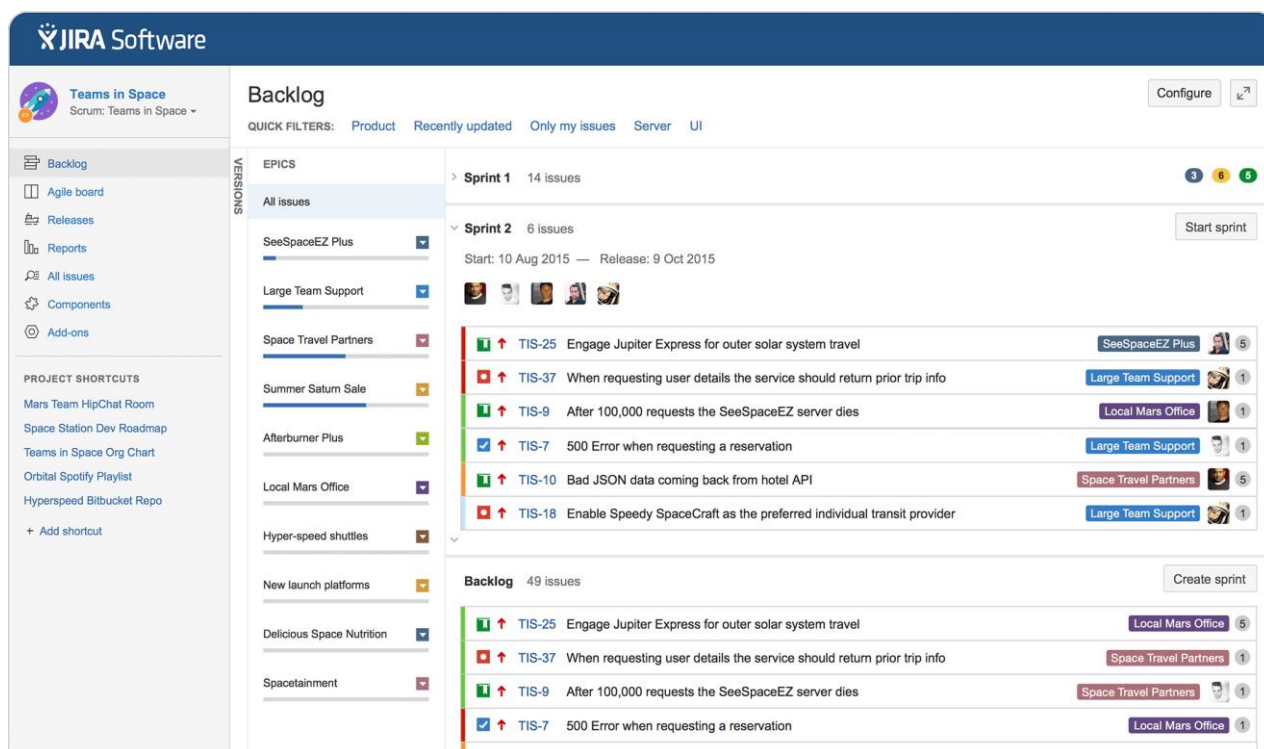 JIRA Software
Teams in Space
Scrum: Teams in Space
Backlog
Agile board
Releases
Reports
All issues
Components
Add-ons
PROJECT SHORTCUTS
Mars Team HipChat Room
Space Station Dev Roadmap
Teams in Space Org Chart
Orbital Spotify Playlist
Hyperspeed Bitbucket Repo
+ Add shortcut
Backlog
Configure
QUICK FILTERS: Product Recently updated Only my issues Server UI
VERSIONS
EPICS
All issues
SeeSpaceEZ Plus
Large Team Support
Space Travel Partners
Summer Saturn Sale
Afterburner Plus
Local Mars Office
Hyper-speed shuttles
New launch platforms
Delicious Space Nutrition
Spacetainment
Sprint 1 14 issues 3 6 5
Sprint 2 6 issues Start sprint
Start: 10 Aug 2015 — Release: 9 Oct 2015
TIS-25 Engage Jupiter Express for outer solar system travel SeeSpaceEZ Plus 5
TIS-37 When requesting user details the service should return prior trip info Large Team Support 1
TIS-9 After 100,000 requests the SeeSpaceEZ server dies Local Mars Office 1
TIS-7 500 Error when requesting a reservation Large Team Support 1
TIS-10 Bad JSON data coming back from hotel API Space Travel Partners 5
TIS-18 Enable Speedy SpaceCraft as the preferred individual transit provider Large Team Support 1
Backlog 49 issues Create sprint
TIS-25 Engage Jupiter Express for outer solar system travel Local Mars Office 5
TIS-37 When requesting user details the service should return prior trip info Space Travel Partners 1
TIS-9 After 100,000 requests the SeeSpaceEZ server dies Space Travel Partners 1
TIS-7 500 Error when requesting a reservation Local Mars Office 1